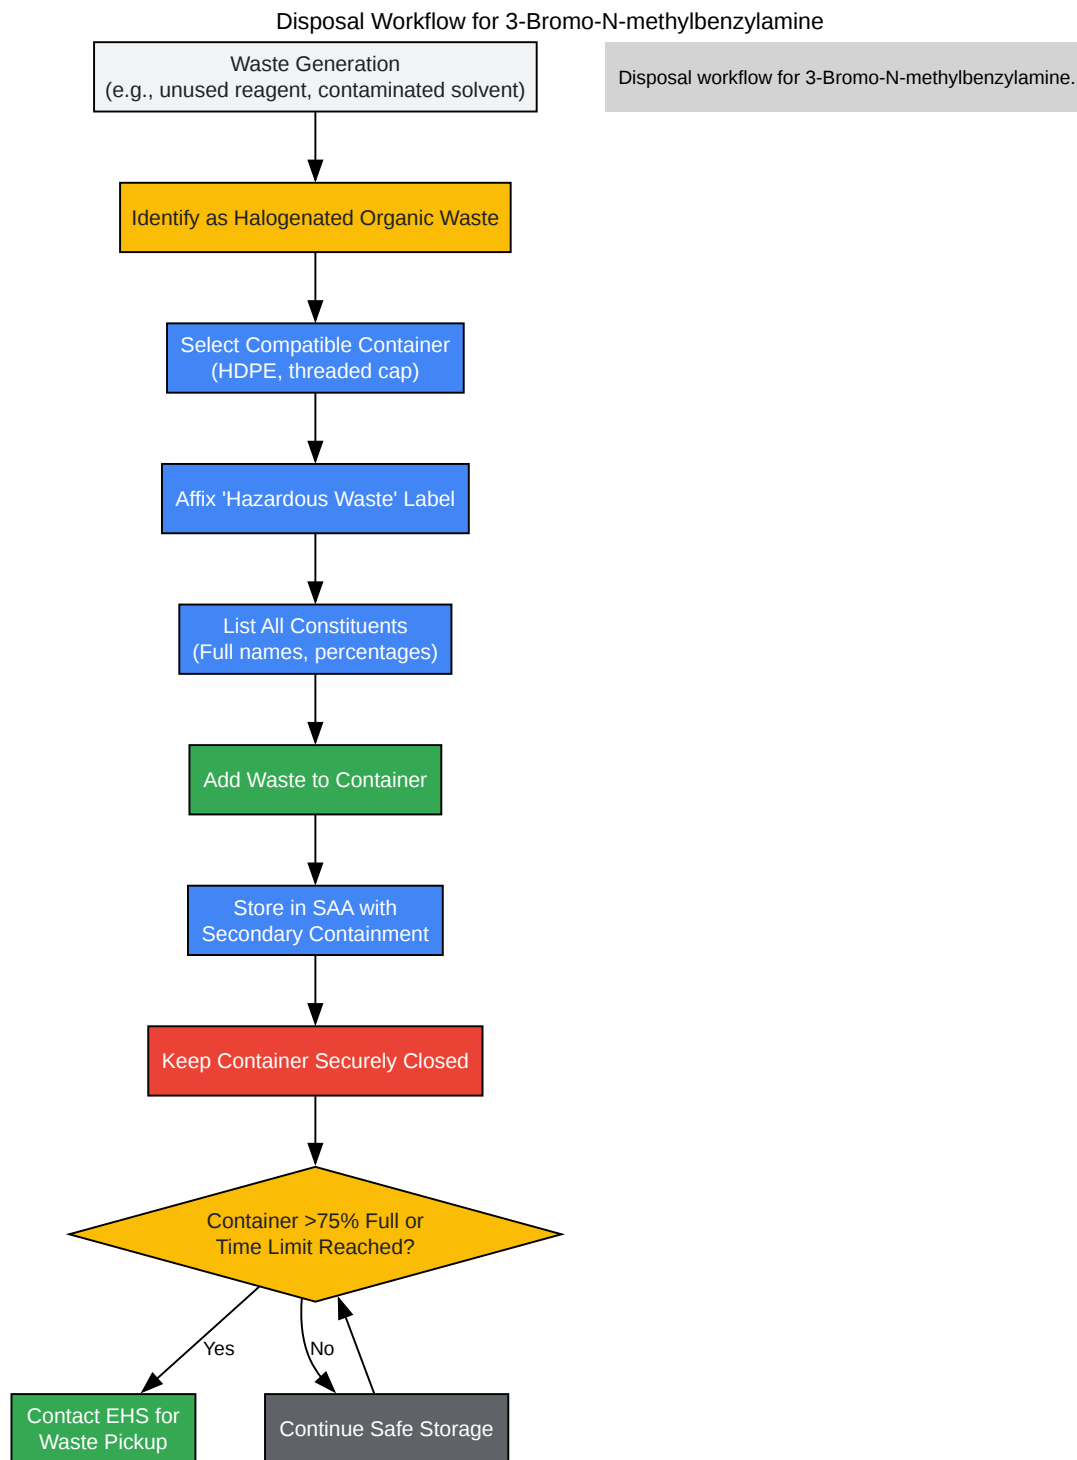 Disposal Workflow for 3-Bromo-N-methylbenzylamine
Waste Generation
(e.g., unused reagent, contaminated solvent)
Disposal workflow for 3-Bromo-N-methylbenzylamine.
Identify as Halogenated Organic Waste
Select Compatible Container
(HDPE, threaded cap)
Affix 'Hazardous Waste' Label
List All Constituents
(Full names, percentages)
Add Waste to Container
Store in SAA with
Secondary Containment
Keep Container Securely Closed
Container >75% Full or
Time Limit Reached?
Yes
No
Contact EHS for
Waste Pickup
Continue Safe Storage